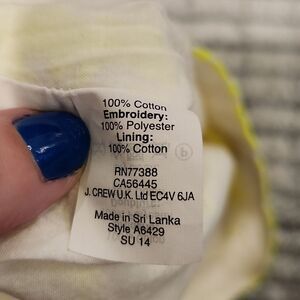 100% Cotton
Embroidery:
100% Polyester
Lining:
100% Cotton
RN77388
CA56445
J. CREW U.K. Ltd EC4V 6JA
Made in Sri Lanka
Style A6429
SU 14